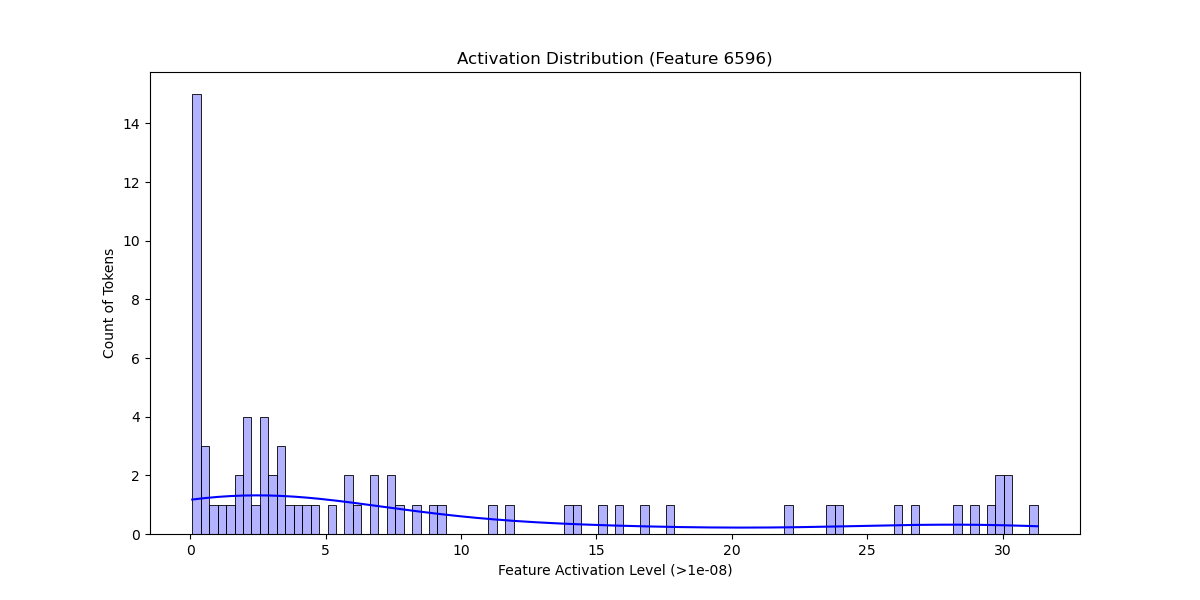 Activation Distribution (Feature 6596)
14
12
10
8
6
4
2
0
Count of Tokens
0 5 10 15 20 25 30
Feature Activation Level (>1e-08)